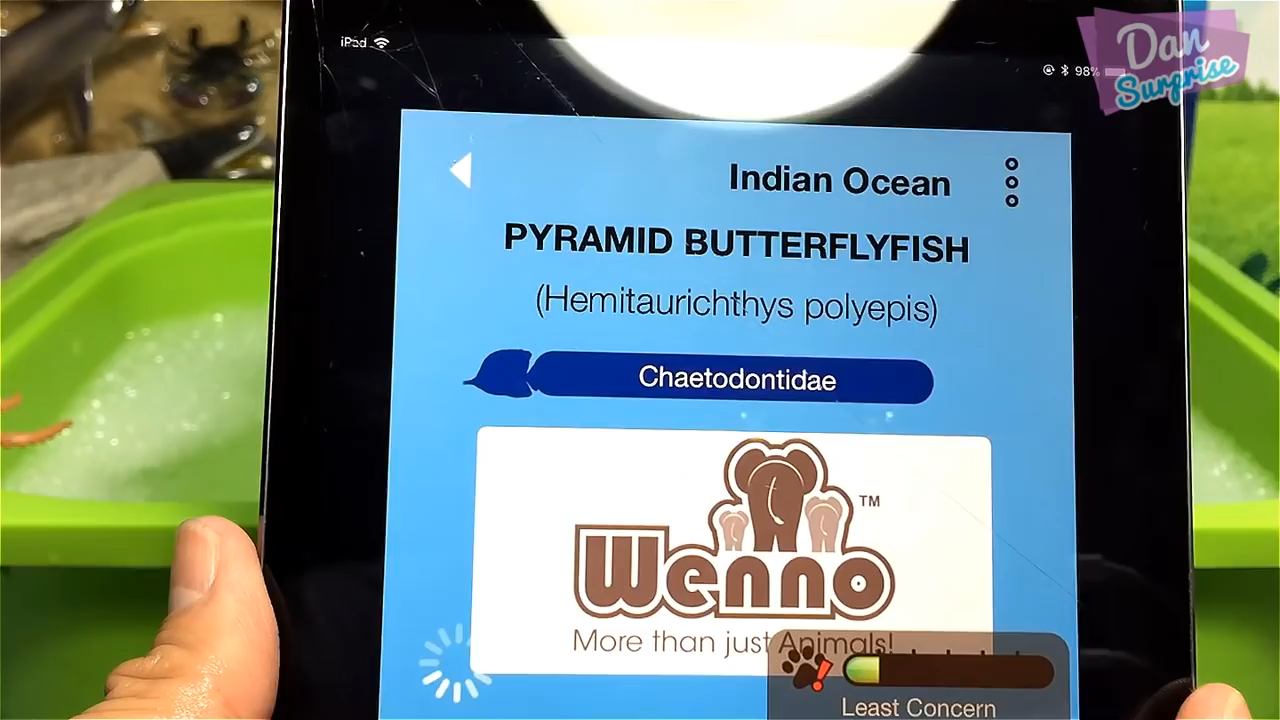 iPad
98%
Dan
Surprise
Indian Ocean
PYRAMID BUTTERFLYFISH
(Hemitaurichthys polyepis)
Chaetodontidae
TM
Wenno
More than just Animals!
Least Concern